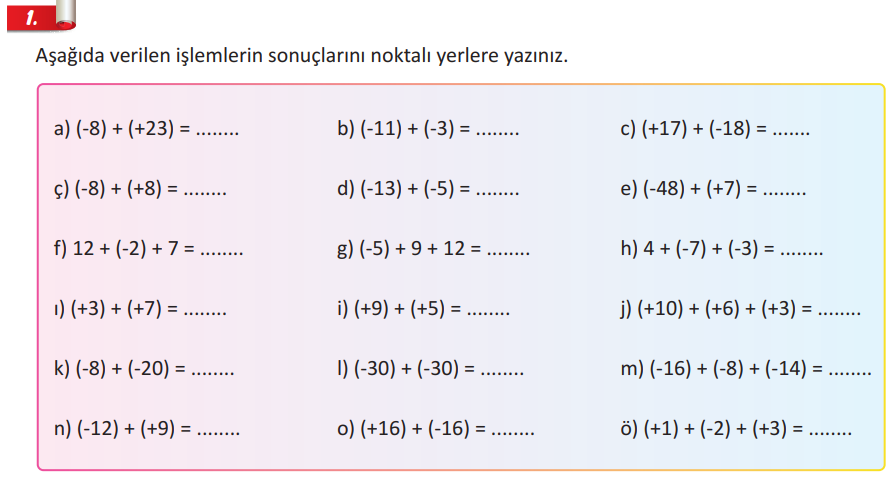 1.
Aşağıda verilen işlemlerin sonuçlarını noktalı yerlere yazınız.
a) (-8) + (+23) = ........ b) (-11) + (-3) = ........ c) (+17) + (-18) = .......
ç) (-8) + (+8) = ........ d) (-13) + (-5) = ........ e) (-48) + (+7) = ........
f) 12 + (-2) + 7 = ........ g) (-5) + 9 + 12 = ........ h) 4 + (-7) + (-3) = ........
ı) (+3) + (+7) = ........ i) (+9) + (+5) = ........ j) (+10) + (+6) + (+3) = ........
k) (-8) + (-20) = ........ l) (-30) + (-30) = ........ m) (-16) + (-8) + (-14) = ........
n) (-12) + (+9) = ........ o) (+16) + (-16) = ........ ö) (+1) + (-2) + (+3) = ........